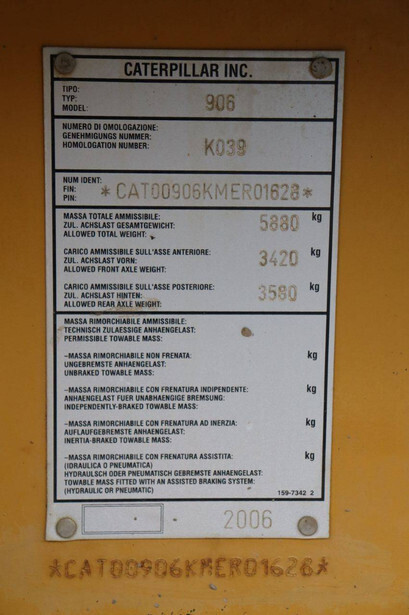 CATERPILLAR INC.
TIPO:
TYP: 906
MODEL:
NUMERO DI OMOLOGAZIONE:
GENEHMIGUNGS NUMMER:
HOMOLOGATION NUMBER: K038
NUM IDENT:
FIN: *CAT00906KMER01628*
PIN:
MASSA TOTALE AMMISSIBILE: kg
ZUL. ACHSLAST GESAMTGEWICHT: 5880
ALLOWED TOTAL WEIGHT:
CARICO AMMISSIBILE SULL'ASSE ANTERIORE: kg
ZUL. ACHSLAST VORN: 3420
ALLOWED FRONT AXLE WEIGHT:
CARICO AMMISSIBILE SULL'ASSE POSTERIORE: kg
ZUL. ACHSLAST HINTEN: 3580
ALLOWED REAR AXLE WEIGHT:
MASSA RIMORCHIABILE AMMISSIBILE:
TECHNISCH ZULAESSIGE ANHAENGELAST:
PERMISSIBLE TOWABLE MASS:
-MASSA RIMORCHIABILE NON FRENATA: kg
UNGEBREMSTE ANHAENGELAST:
UNBRAKED TOWABLE MASS:
-MASSA RIMORCHIABILE CON FRENATURA INDIPENDENTE: kg
ANHAENGELAST FUER UNABHAENGIGE BREMSUNG:
INDEPENDENTLY-BRAKED TOWABLE MASS:
-MASSA RIMORCHIABILE CON FRENATURA AD INERZIA: kg
AUFLAUFGEBREMSTE ANHAENGELAST:
INERTIA-BRAKED TOWABLE MASS:
-MASSA RIMORCHIABILE CON FRENATURA ASSISTITA: kg
(IDRAULICA O PNEUMATICA)
HYDRAULSCH ODER PNEUMATISCH GEBREMSTE ANHAENGELAST:
TOWABLE MASS FITTED WITH AN ASSISTED BRAKING SYSTEM:
(HYDRAULIC OR PNEUMATIC) 159-7342 2
2006
*CAT00906KMER01628*